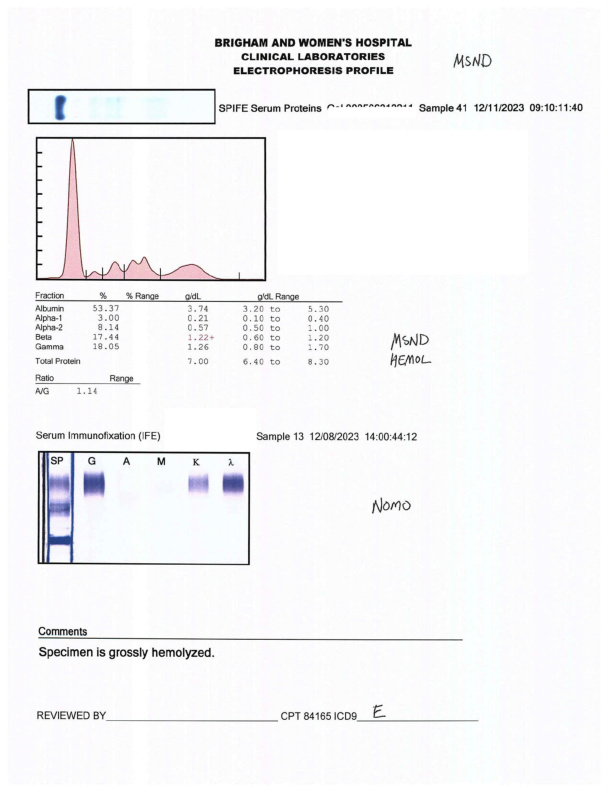 BRIGHAM AND WOMEN'S HOSPITAL
CLINICAL LABORATORIES
ELECTROPHORESIS PROFILE
MSND
SPIFE Serum Proteins Sample 41 12/11/2023 09:10:11:40
Fraction % % Range g/dL g/dL Range
Albumin 53.37 3.74 3.20 to 5.30
Alpha-1 3.00 0.21 0.10 to 0.40
Alpha-2 8.14 0.57 0.50 to 1.00
Beta 17.44 1.22+ 0.60 to 1.20
Gamma 18.05 1.26 0.80 to 1.70
Total Protein 7.00 6.40 to 8.30
MSND
HEMOL
Ratio Range
A/G 1.14
Serum Immunofixation (IFE) Sample 13 12/08/2023 14:00:44:12
SP G A M K λ
NOMO
Comments
Specimen is grossly hemolyzed.
REVIEWED BY CPT 84165 ICD9 E